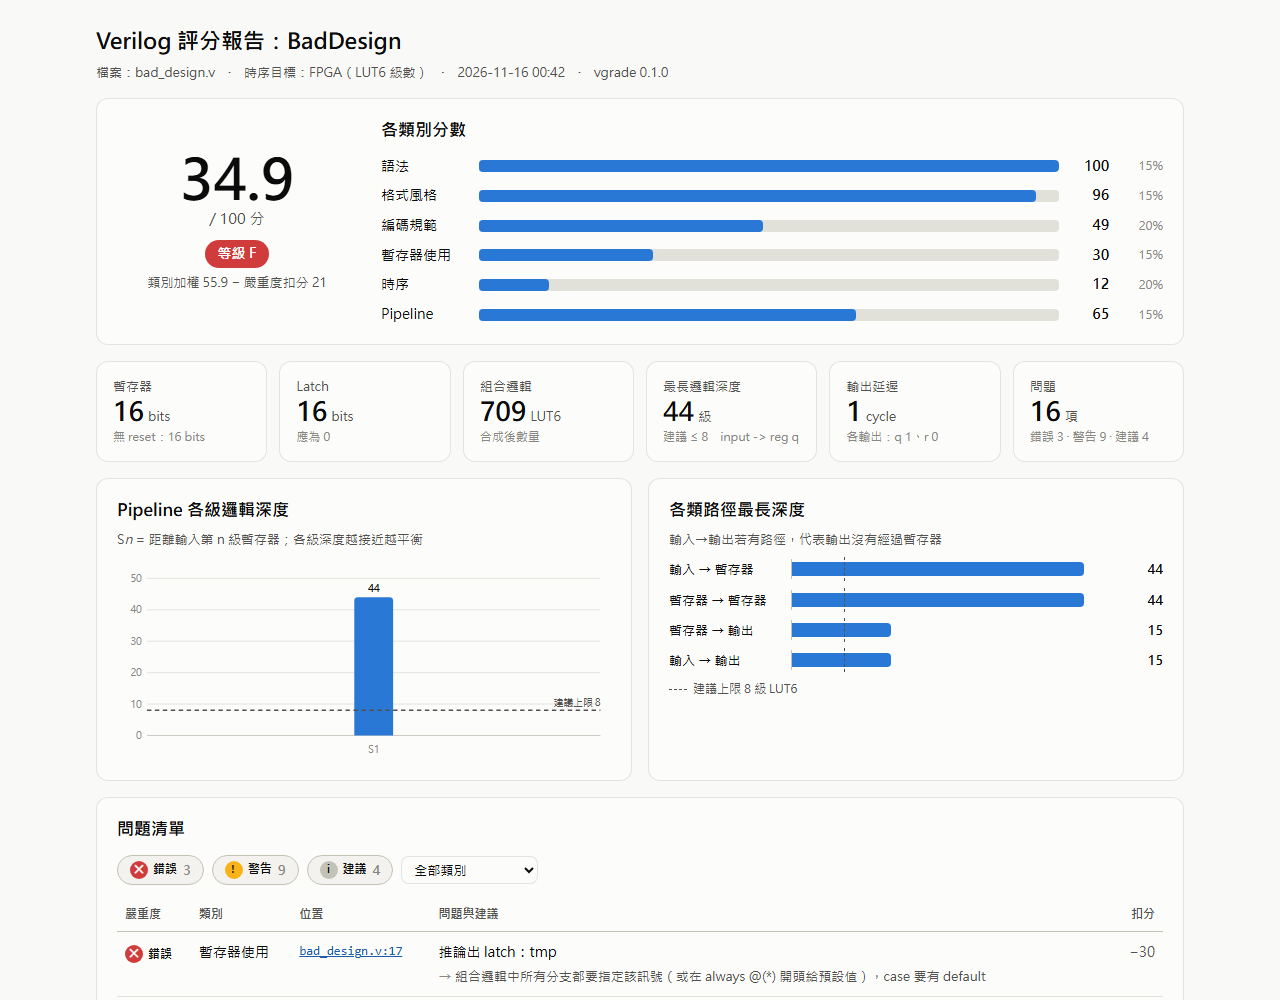 Verilog 評分報告：BadDesign
檔案：bad_design.v · 時序目標：FPGA（LUT6 級數） · 2026-11-16 00:42 · vgrade 0.1.0
34.9
/ 100 分
等級 F
類別加權 55.9 − 嚴重度扣分 21
各類別分數
語法 100 15%
格式風格 96 15%
編碼規範 49 20%
暫存器使用 30 15%
時序 12 20%
Pipeline 65 15%
暫存器
16 bits
無 reset：16 bits
Latch
16 bits
應為 0
組合邏輯
709 LUT6
合成後數量
最長邏輯深度
44 級
建議 ≤ 8 input -> reg q
輸出延遲
1 cycle
各輸出：q 1、r 0
問題
16 項
錯誤 3 · 警告 9 · 建議 4
Pipeline 各級邏輯深度
Sn = 距離輸入第 n 級暫存器；各級深度越接近越平衡
50
44
40
30
20
10
建議上限 8
0
S1
各類路徑最長深度
輸入→輸出若有路徑，代表輸出沒有經過暫存器
輸入 → 暫存器 44
暫存器 → 暫存器 44
暫存器 → 輸出 15
輸入 → 輸出 15
建議上限 8 級 LUT6
問題清單
錯誤 3 警告 9 建議 4 全部類別
嚴重度 類別 位置 問題與建議 扣分
錯誤 暫存器使用 bad_design.v:17 推論出 latch：tmp −30
→ 組合邏輯中所有分支都要指定該訊號（或在 always @(*) 開頭給預設值），case 要有 default